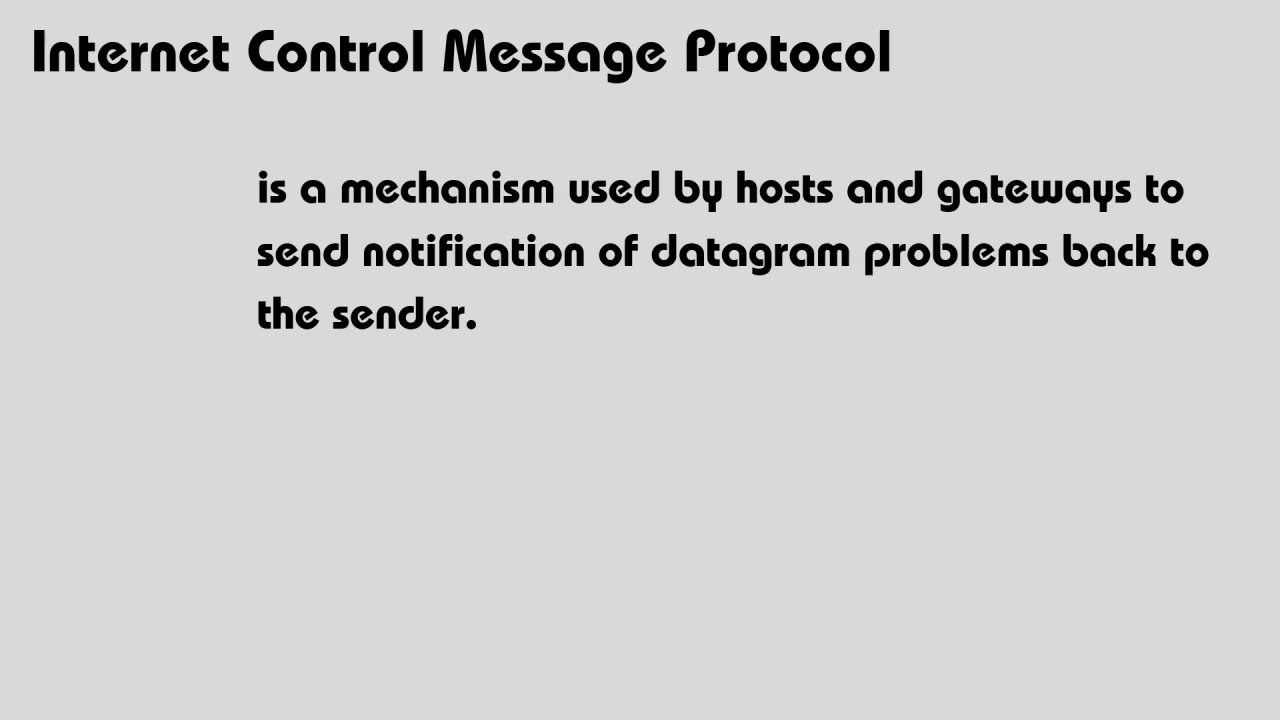 Internet Control Message Protocol
is a mechanism used by hosts and gateways to
send notification of datagram problems back to
the sender.